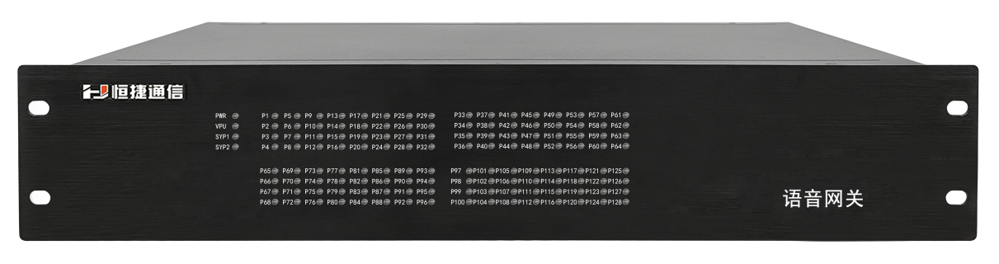 恒捷通信
PWR P1 P5 P9 P13 P17 P21 P25 P29 P33 P37 P41 P45 P49 P53 P57 P61
VPU P2 P6 P10 P14 P18 P22 P26 P30 P34 P38 P42 P46 P50 P54 P58 P62
SYP1 P3 P7 P11 P15 P19 P23 P27 P31 P35 P39 P43 P47 P51 P55 P59 P63
SYP2 P4 P8 P12 P16 P20 P24 P28 P32 P36 P40 P44 P48 P52 P56 P60 P64
P65 P69 P73 P77 P81 P85 P89 P93 P97 P101 P105 P109 P113 P117 P121 P125
P66 P70 P74 P78 P82 P86 P90 P94 P98 P102 P106 P110 P114 P118 P122 P126
P67 P71 P75 P79 P83 P87 P91 P95 P99 P103 P107 P111 P115 P119 P123 P127
P68 P72 P76 P80 P84 P88 P92 P96 P100 P104 P108 P112 P116 P120 P124 P128
语音网关